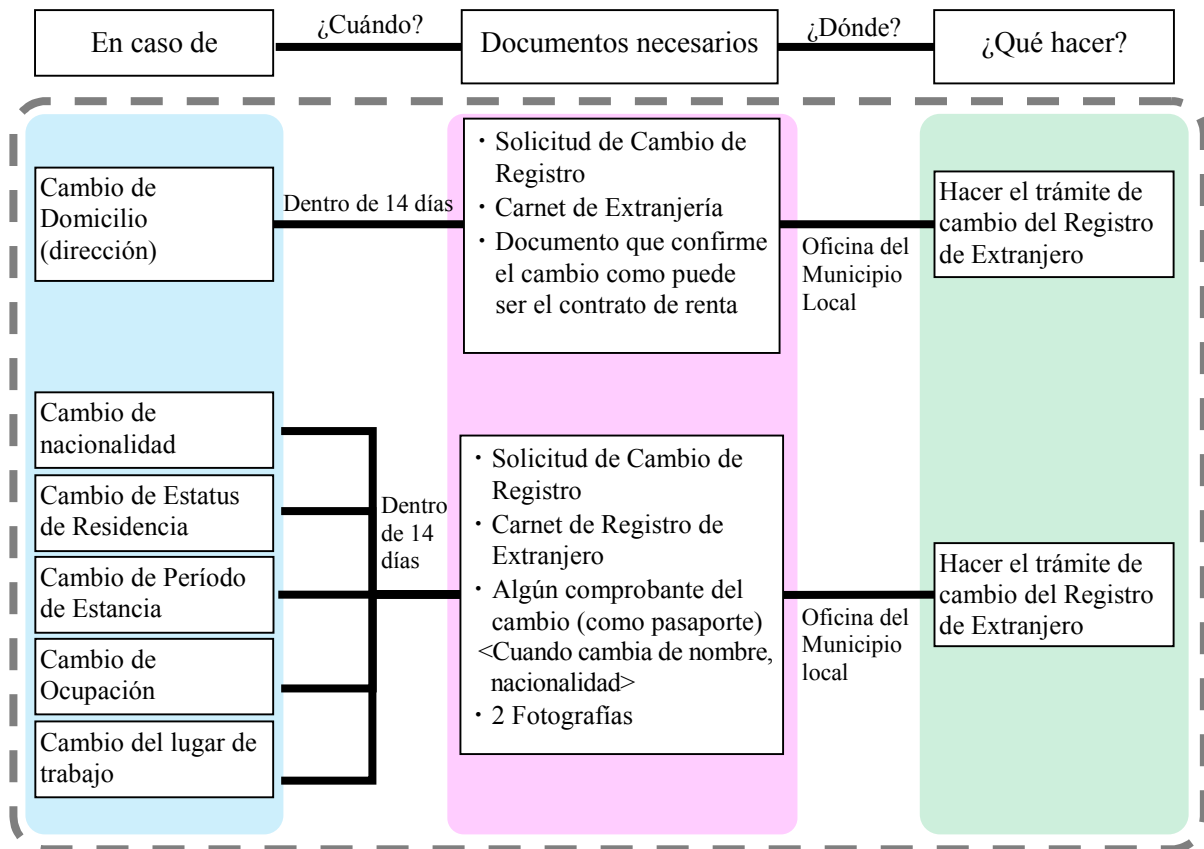 En caso de
¿Cuándo?
Documentos necesarios
¿Dónde?
¿Qué hacer?
Cambio de
Domicilio
(dirección)
Dentro de 14 días
・Solicitud de Cambio de
Registro
・Carnet de Extranjería
・Documento que confirme
el cambio como puede
ser el contrato de renta
Oficina del
Municipio
Local
Hacer el trámite de
cambio del Registro
de Extranjero
Cambio de
nacionalidad
Cambio de Estatus
de Residencia
Cambio de Período
de Estancia
Cambio de
Ocupación
Cambio del lugar de
trabajo
Dentro
de 14
días
・Solicitud de Cambio de
Registro
・Carnet de Registro de
Extranjero
・Algún comprobante del
cambio (como pasaporte)
<Cuando cambia de nombre,
nacionalidad>
・2 Fotografías
Oficina del
Municipio
local
Hacer el trámite de
cambio del Registro
de Extranjero